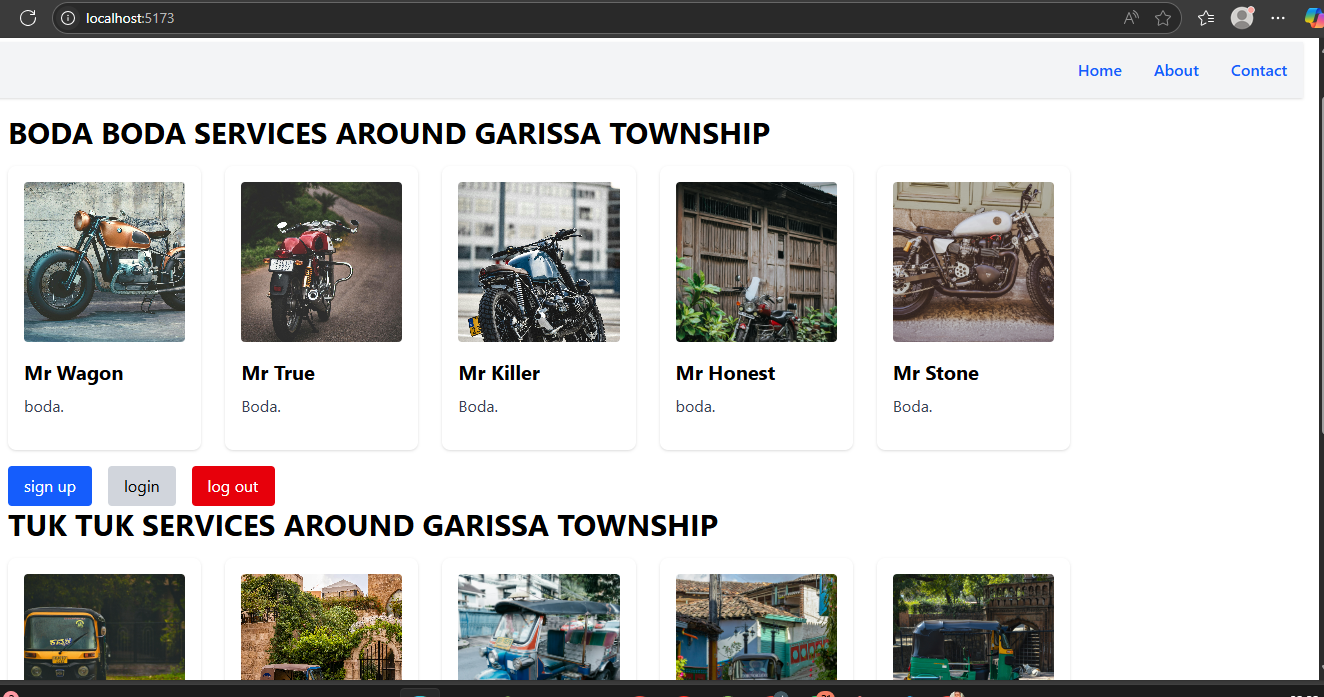 localhost:5173
Home About Contact
BODA BODA SERVICES AROUND GARISSA TOWNSHIP
Mr Wagon Mr True Mr Killer Mr Honest Mr Stone
boda. Boda. Boda. boda. Boda.
sign up login log out
TUK TUK SERVICES AROUND GARISSA TOWNSHIP